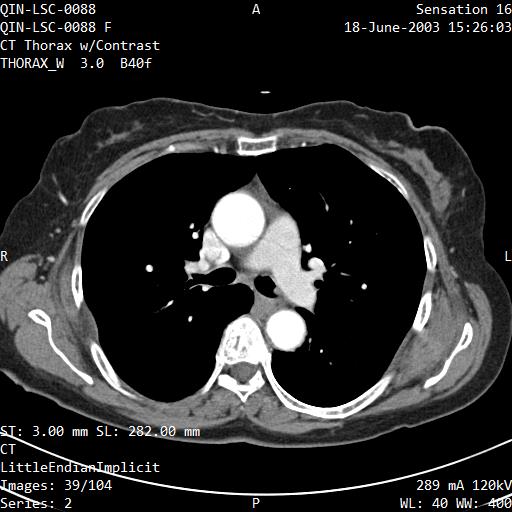 QIN-LSC-0088
A
Sensation 16
QIN-LSC-0088 F
18-June-2003 15:26:03
CT Thorax w/Contrast
THORAX_W 3.0 B40f
R
L
ST: 3.00 mm SL: 282.00 mm
CT
LittleEndianImplicit
Images: 39/104
289 mA 120kV
Series: 2
P
WL: 40 WW: 400